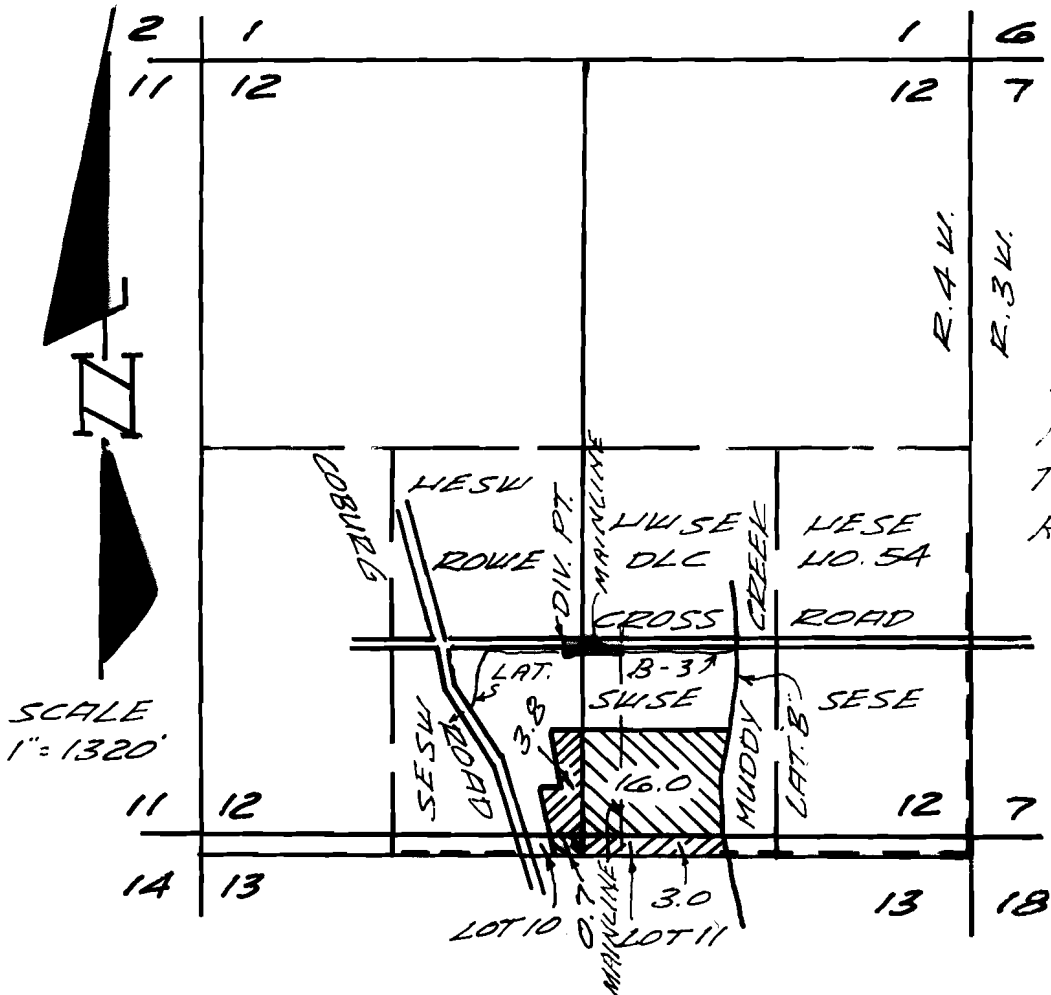 2 1 1 6
11 12 12 7
R.4 W. R.3 W.
N
SCALE
1"=1320'
COBURG
ROAD
NESW
NWSE
NESE
ROWE DLC NO. 54
DIV. PT.
MAINLINE
CROSS ROAD
CREEK
LAT. B-3
SESW
SWSE
SESE
3.8
16.0
MUDDY
LAT. B
11 12 12 7
14 13 13 18
LOT 10
0.7
MAINLINE
LOT 11
3.0